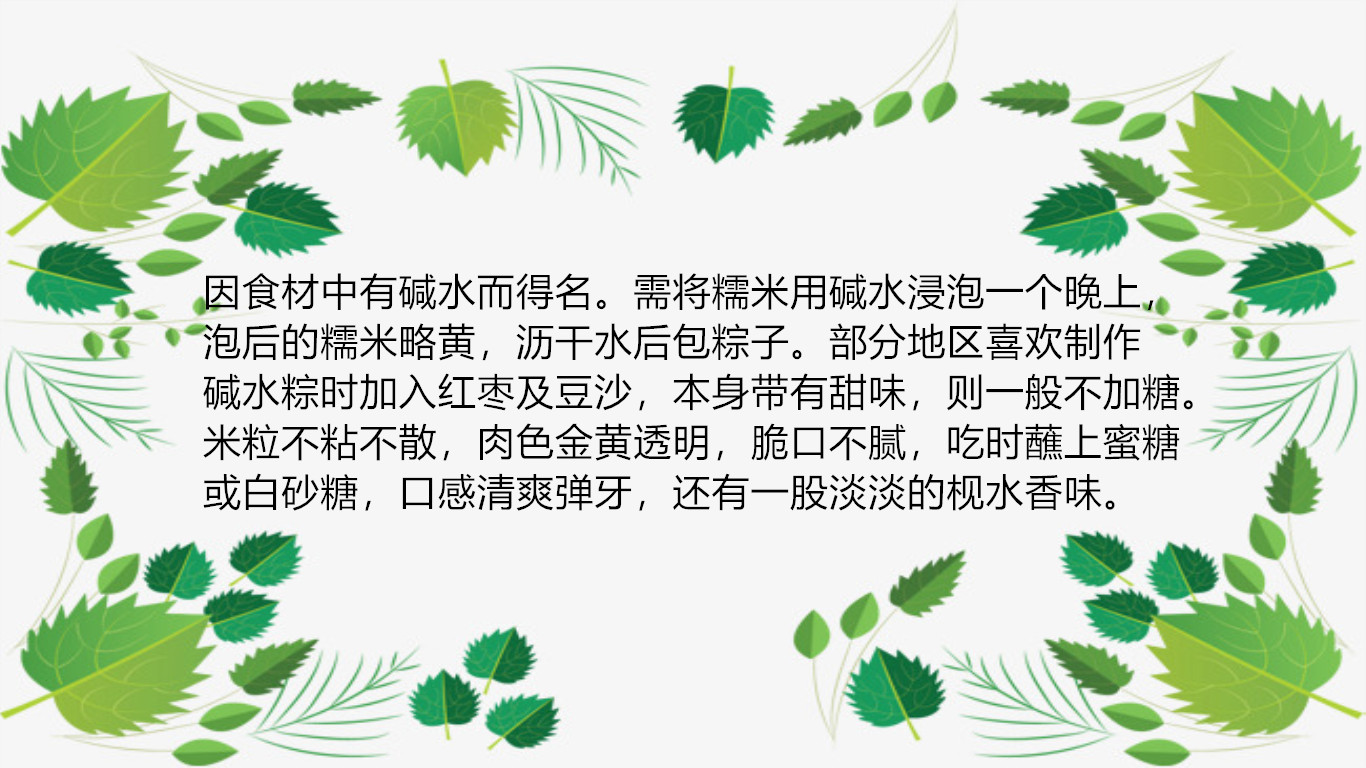 因食材中有碱水而得名。需将糯米用碱水浸泡一个晚上，
泡后的糯米略黄，沥干水后包粽子。部分地区喜欢制作
碱水粽时加入红枣及豆沙，本身带有甜味，则一般不加糖。
米粒不粘不散，肉色金黄透明，脆口不腻，吃时蘸上蜜糖
或白砂糖，口感清爽弹牙，还有一股淡淡的枧水香味。